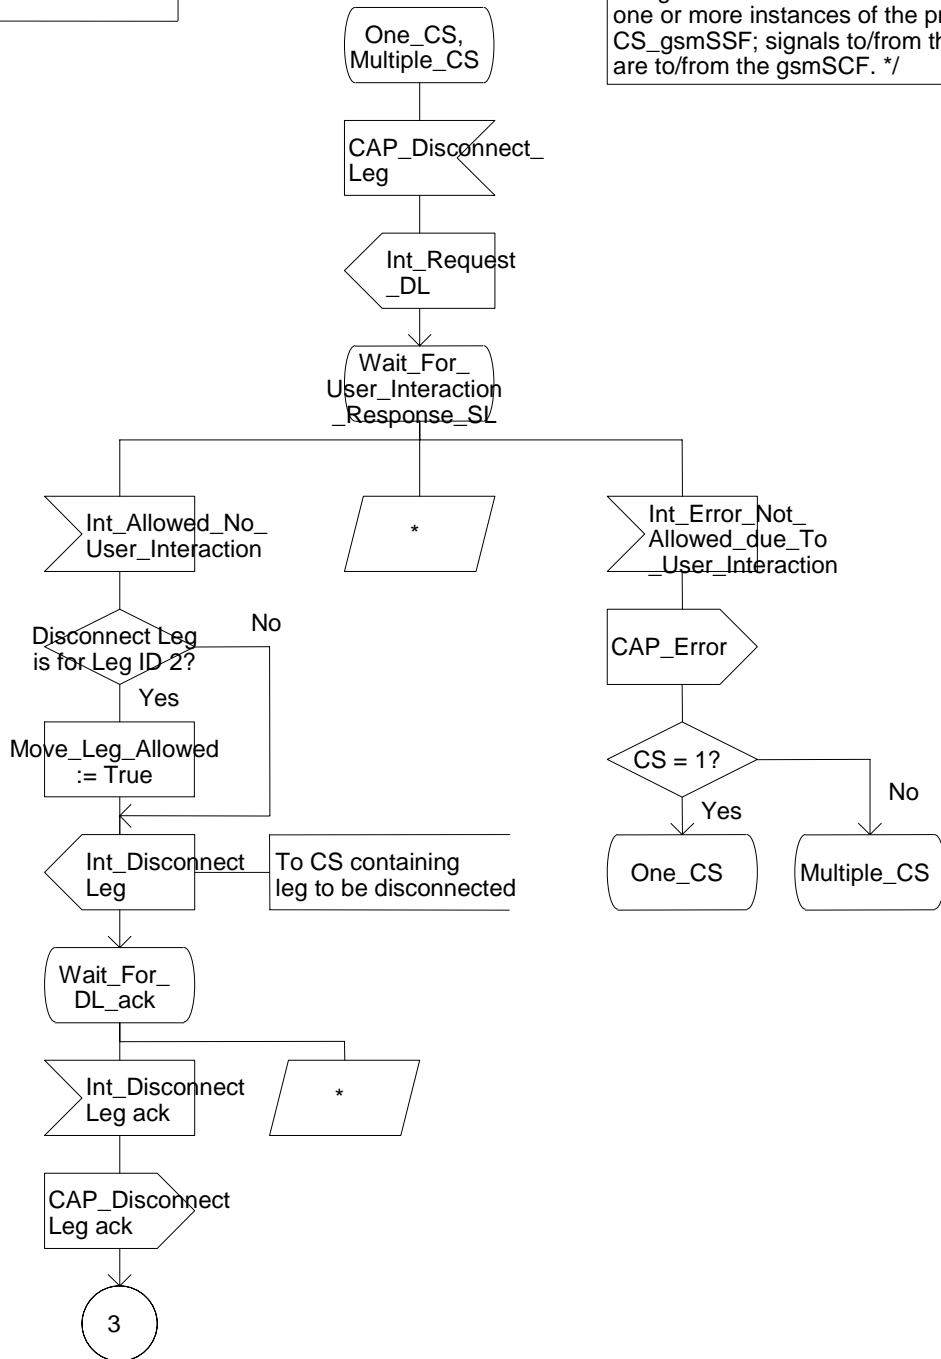 one or more instances of the
CS_gsmSSF; signals to/from
are to/from the gsmSCF. */
One_CS,
Multiple_CS
CAP_Disconnect_
Leg
Int_Request
_DL
Wait_For_
User_Interaction
_Response_SL
Int_Allowed_No_
User_Interaction
*
Int_Error_Not_
Allowed_due_To
_User_Interaction
Disconnect Leg
is for Leg ID 2?
No
Yes
CAP_Error
Move_Leg_Allowed
:= True
CS = 1?
No
Yes
Int_Disconnect
Leg
To CS containing
leg to be disconnected
One_CS
Multiple_CS
Wait_For_
DL_ack
Int_Disconnect
Leg ack
*
CAP_Disconnect
Leg ack
3